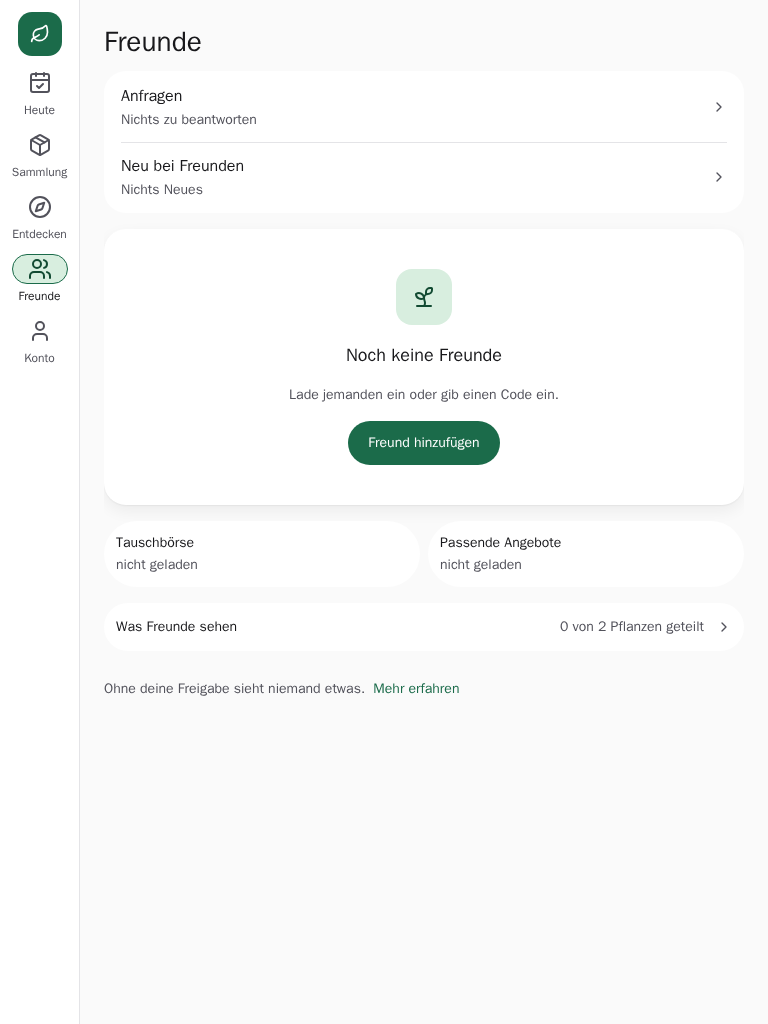 Freunde
Heute
Sammlung
Entdecken
Freunde
Konto
Anfragen
Nichts zu beantworten
Neu bei Freunden
Nichts Neues
Noch keine Freunde
Lade jemanden ein oder gib einen Code ein.
Freund hinzufügen
Tauschbörse
nicht geladen
Passende Angebote
nicht geladen
Was Freunde sehen
0 von 2 Pflanzen geteilt
Ohne deine Freigabe sieht niemand etwas. Mehr erfahren